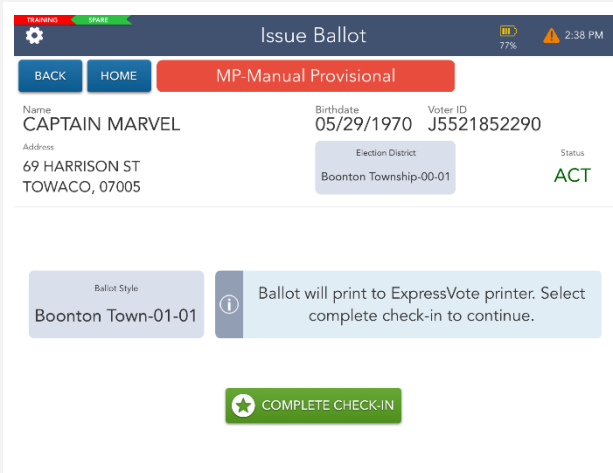 TRAINING SPARE
Issue Ballot
77%
2:38 PM
BACK HOME MP-Manual Provisional
Name
CAPTAIN MARVEL
Birthdate
05/29/1970
Voter ID
J5521852290
Address
69 HARRISON ST
TOWACO, 07005
Election District
Boonton Township-00-01
Status
ACT
Ballot Style
Boonton Town-01-01
Ballot will print to ExpressVote printer. Select
complete check-in to continue.
COMPLETE CHECK-IN